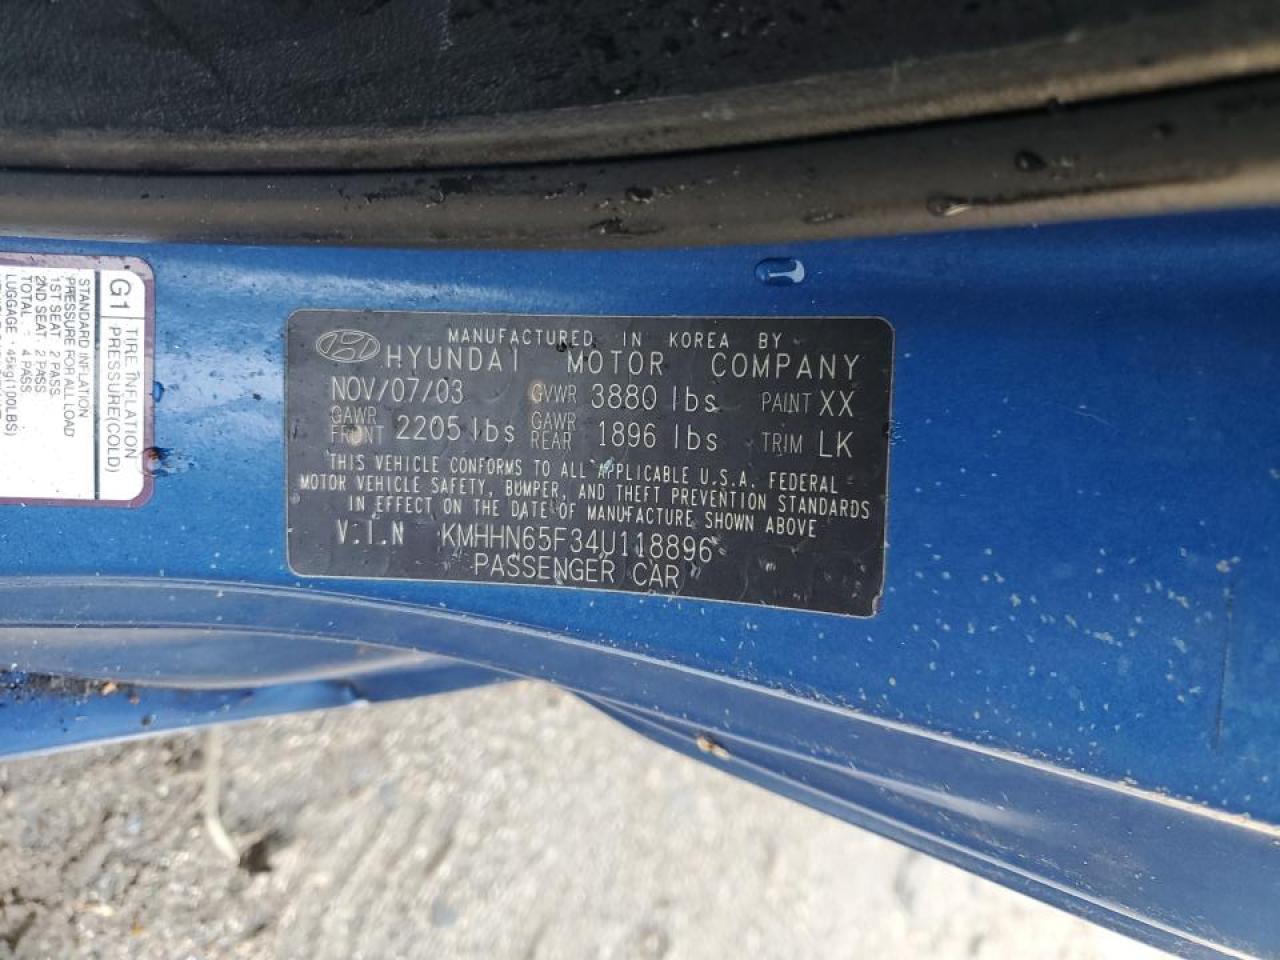 MANUFACTURED IN KOREA BY
HYUNDAI MOTOR COMPANY
NOV/07/03 GVWR 3880 lbs PAINT XX
GAWR FRONT 2205 lbs GAWR REAR 1896 lbs TRIM LK
THIS VEHICLE CONFORMS TO ALL APPLICABLE U.S.A. FEDERAL
MOTOR VEHICLE SAFETY, BUMPER, AND THEFT PREVENTION STANDARDS
IN EFFECT ON THE DATE OF MANUFACTURE SHOWN ABOVE
V.I.N KMHHN65F34U118896
PASSENGER CAR
G1 TIRE INFLATION
PRESSURE(COLD)
STANDARD INFLATION
PRESSURE FOR ALL LOAD
1ST SEAT 2 PASS
2ND SEAT 2 PASS
TOTAL : 4 PASS
LUGGAGE : 45kg(100LBS)